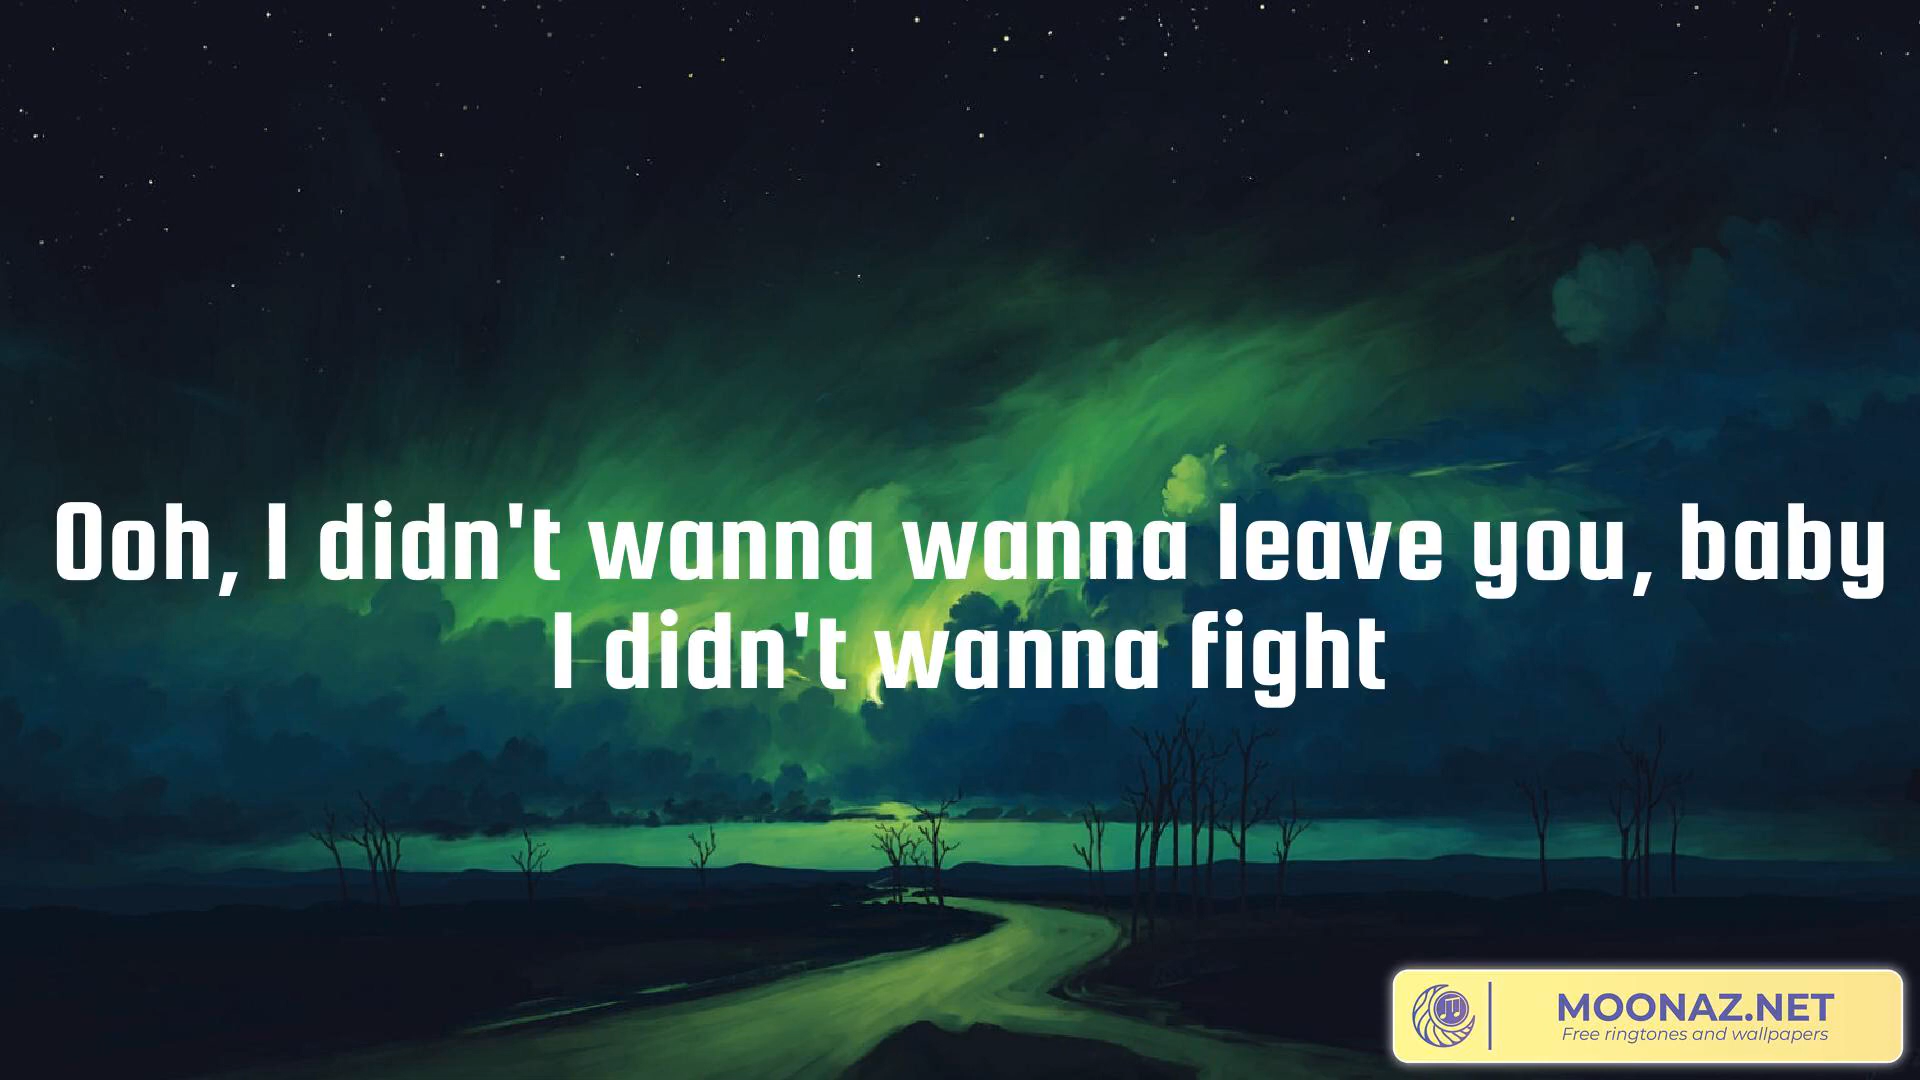 Ooh, I didn't wanna wanna leave you, baby
I didn't wanna fight
MOONAZ.NET
Free ringtones and wallpapers